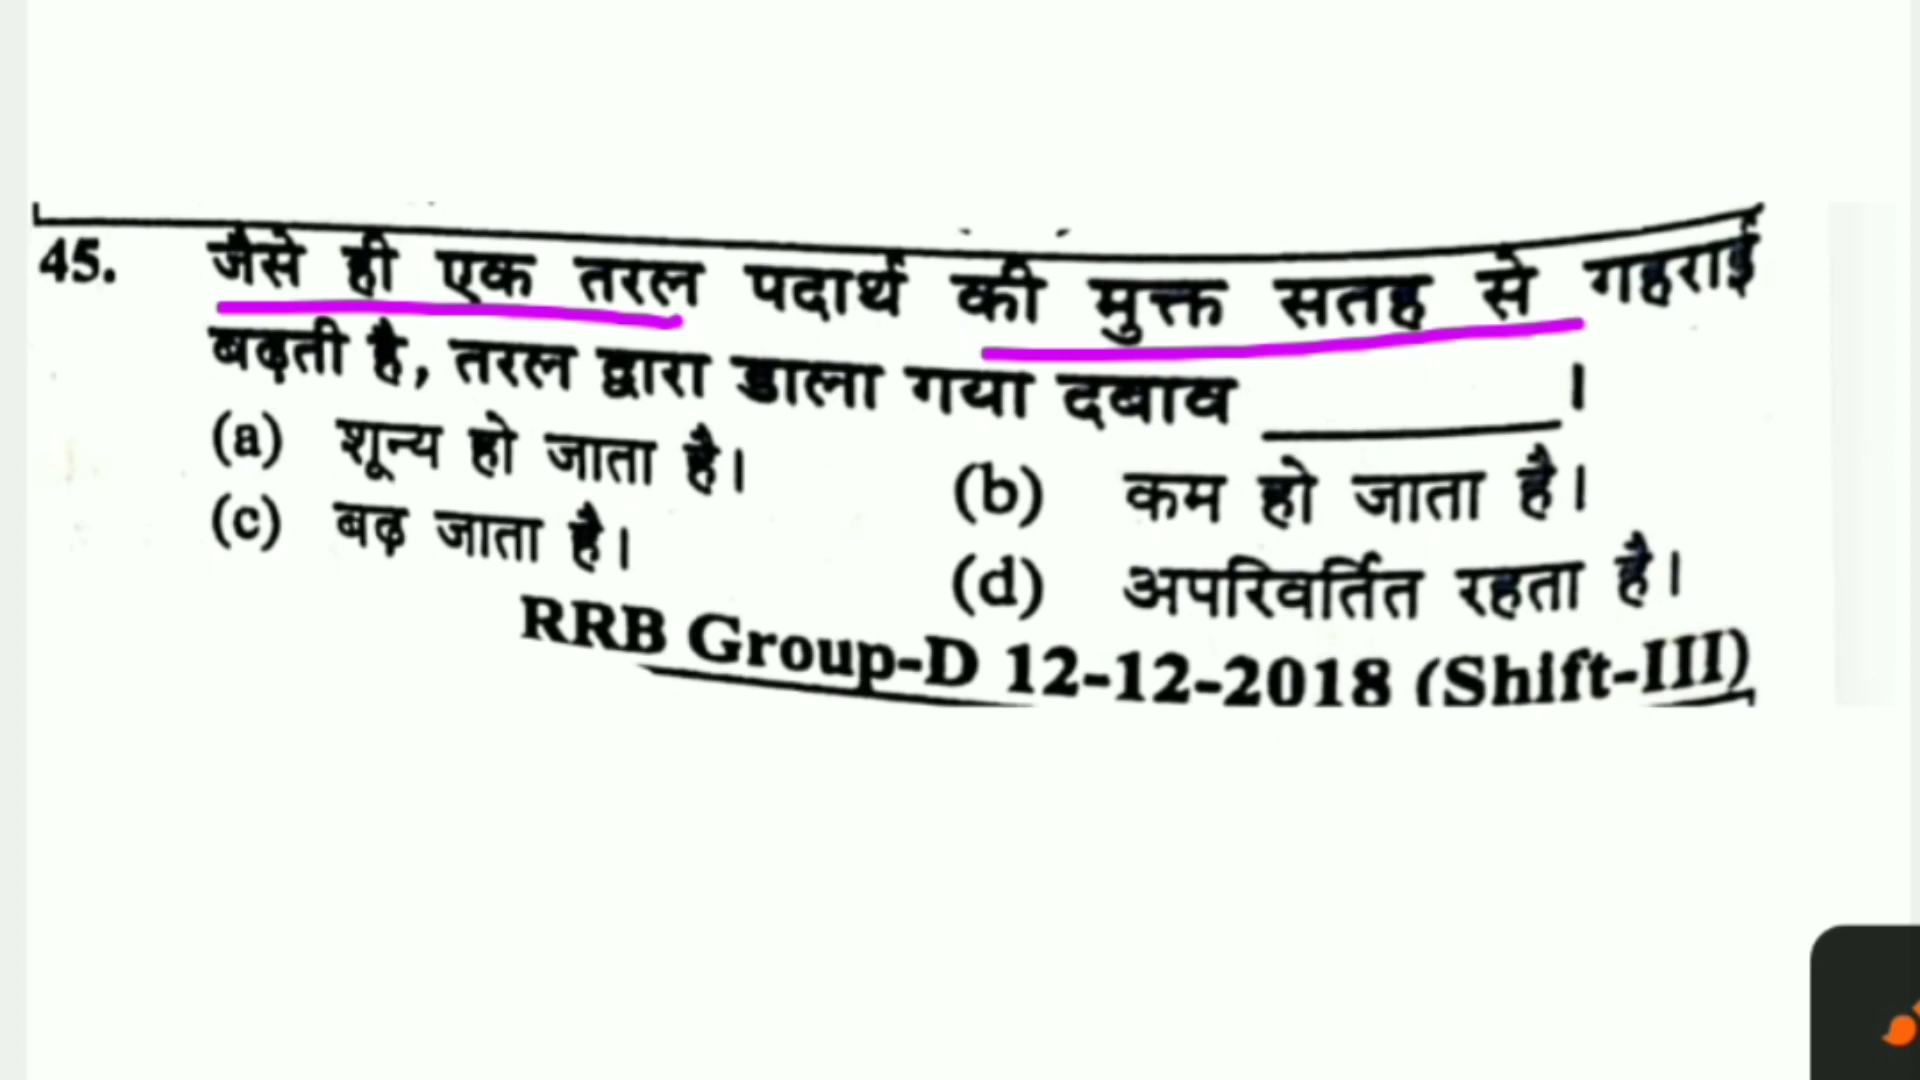 45. जैसे ही एक तरल पदार्थ की मुक्त सतह से गहराई
बढ़ती है, तरल द्वारा डाला गया दबाव ________ ।
(a) शून्य हो जाता है। (b) कम हो जाता है।
(c) बढ़ जाता है। (d) अपरिवर्तित रहता है।
RRB Group-D 12-12-2018 (Shift-III)